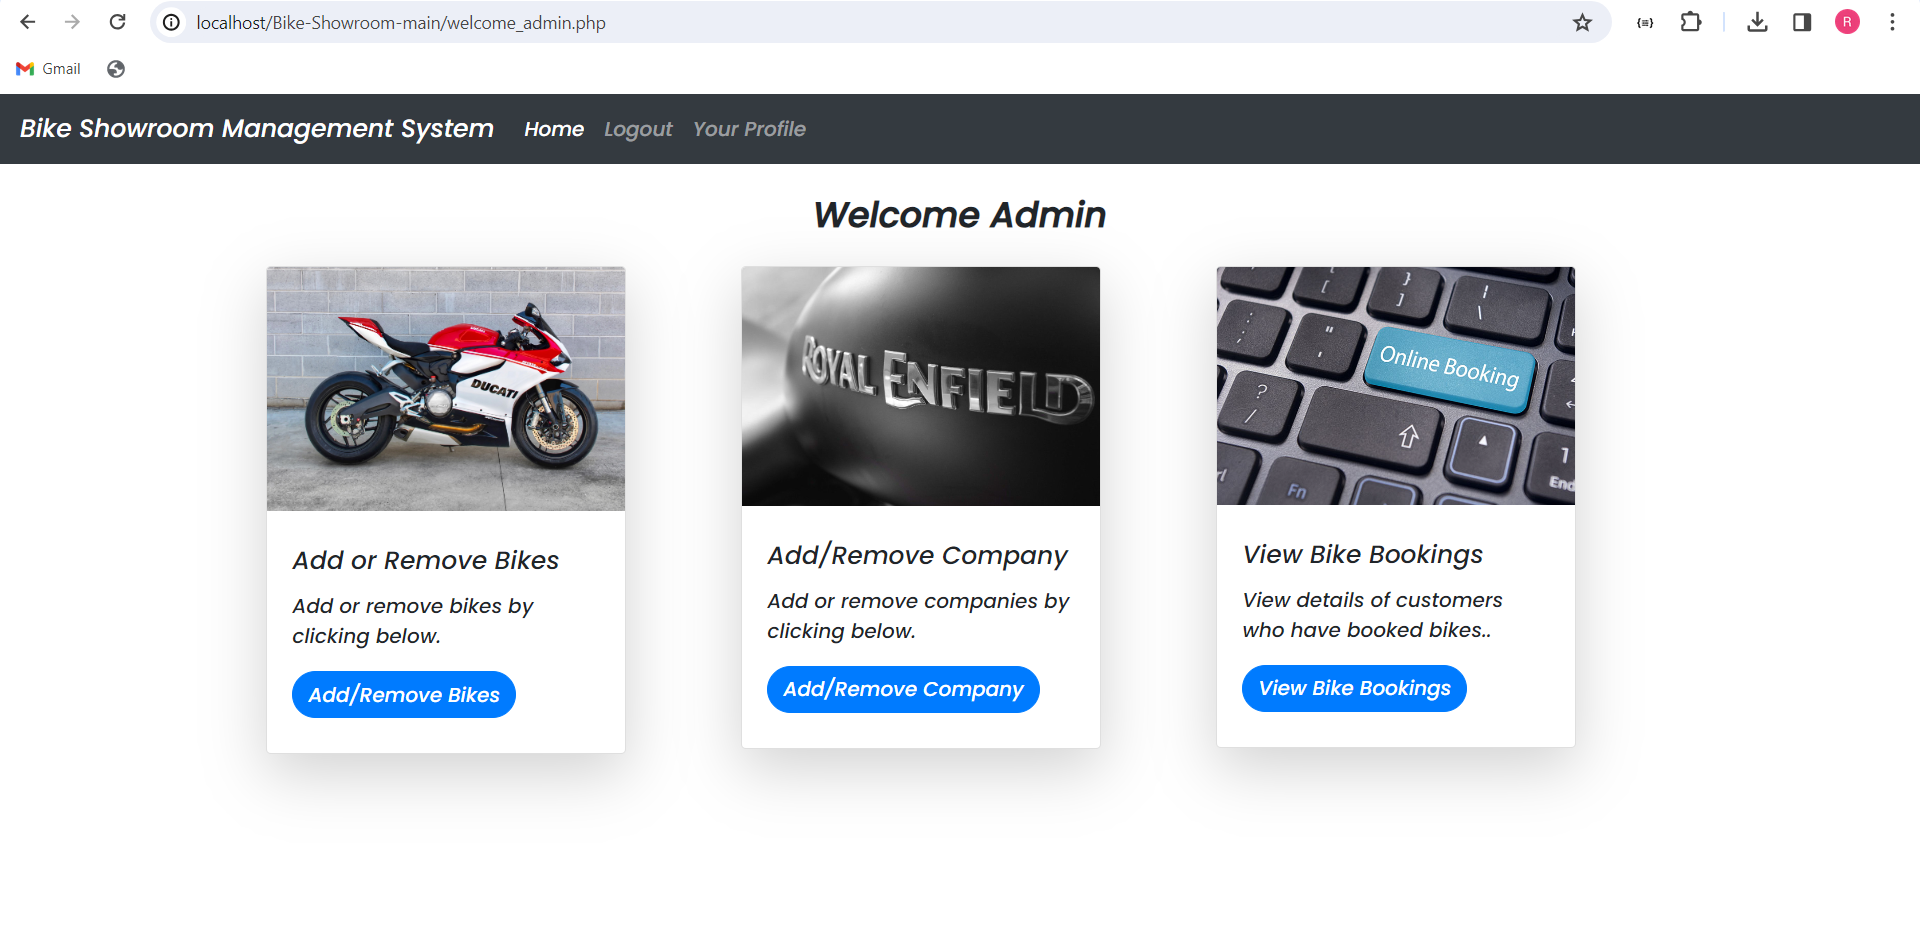 localhost/Bike-Showroom-main/welcome_admin.php
R
Gmail
Bike Showroom Management System Home Logout Your Profile
Welcome Admin
DUCATI
ROYAL ENFIELD
Online Booking
Fn
End
Add or Remove Bikes
Add or remove bikes by
clicking below.
Add/Remove Bikes
Add/Remove Company
Add or remove companies by
clicking below.
Add/Remove Company
View Bike Bookings
View details of customers
who have booked bikes..
View Bike Bookings